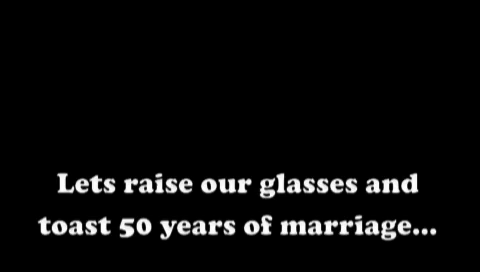 Lets raise our glasses and
toast 50 years of marriage...